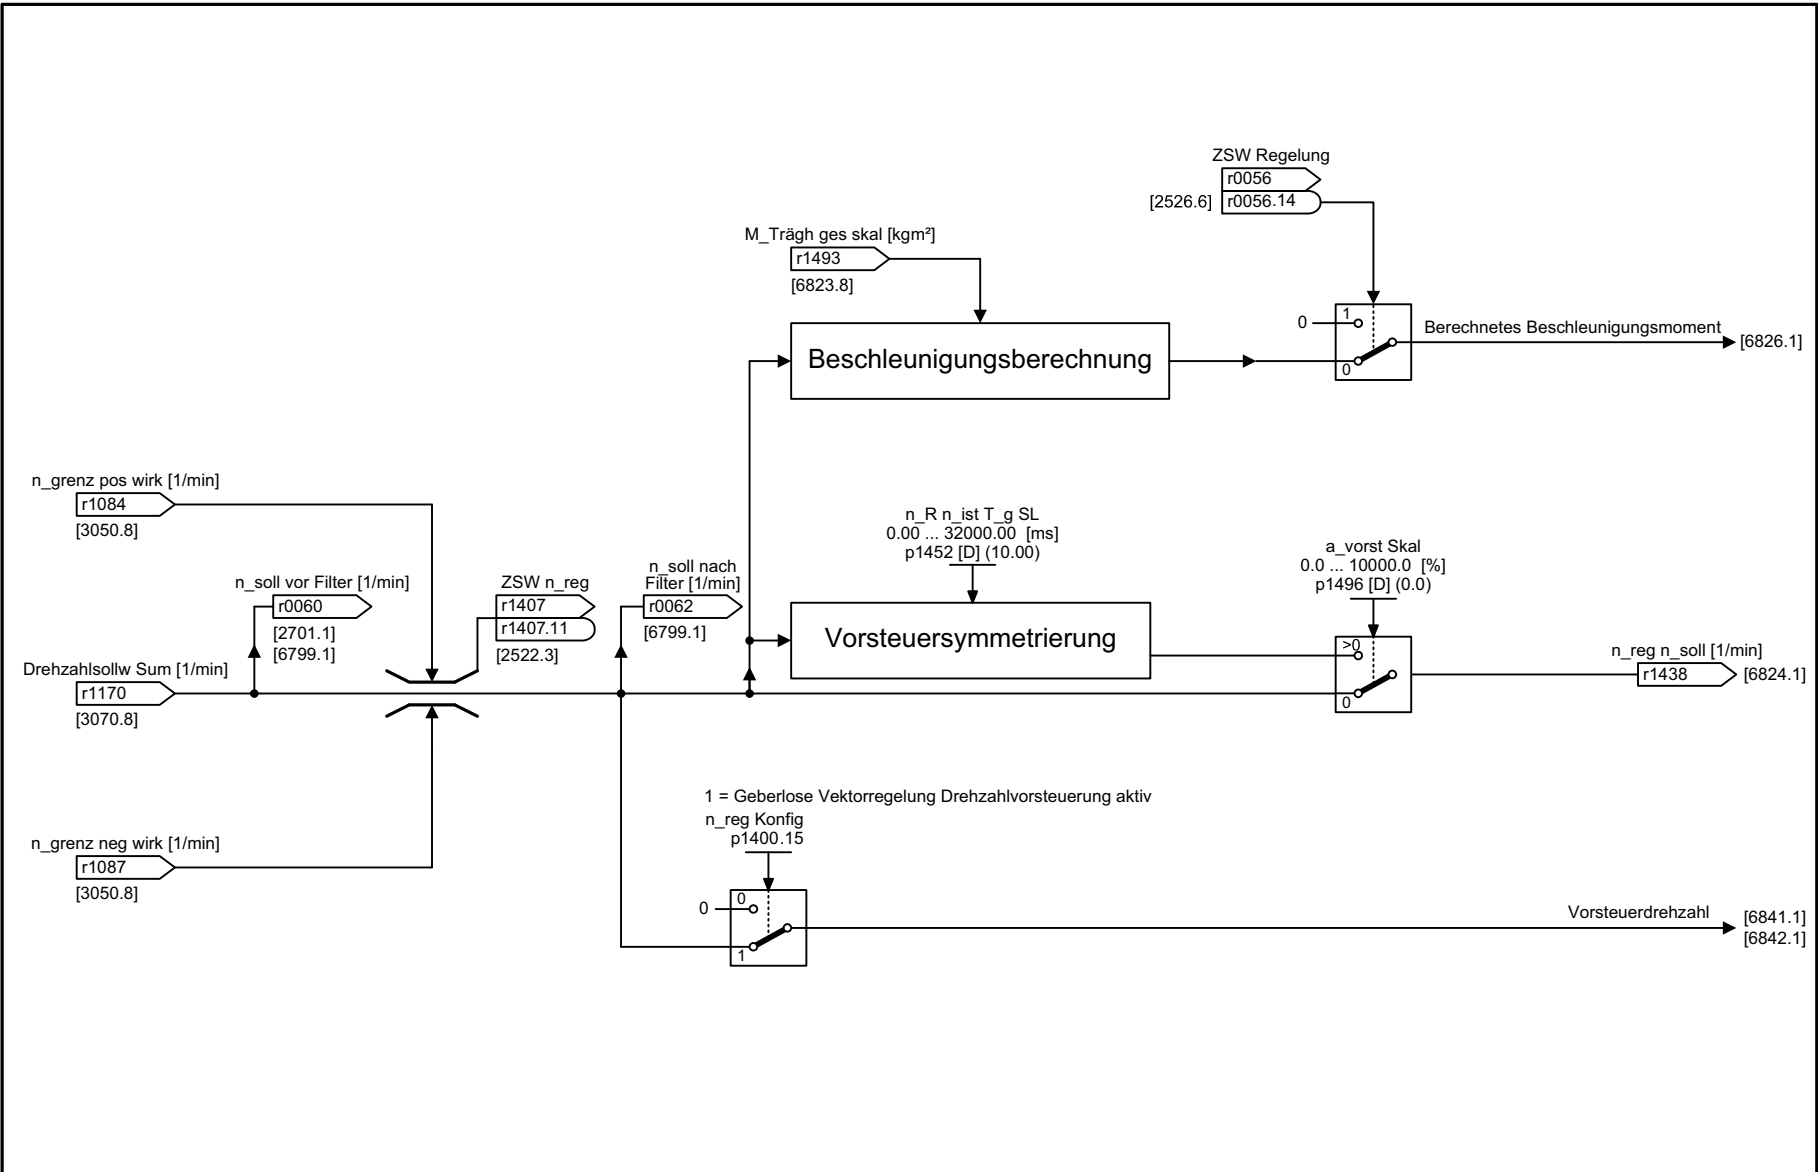 ZSW Regelung
r0056
[2526.6] r0056.14
M_Trägh ges skal [kgm²]
r1493
[6823.8]
1
0
Beschleunigungsberechnung
0
Berechnetes Beschleunigungsmoment
[6826.1]
n_grenz pos wirk [1/min]
r1084
[3050.8]
n_R n_ist T_g SL
0.00 ... 32000.00 [ms]
p1452 [D] (10.00)
a_vorst Skal
0.0 ... 10000.0 [%]
p1496 [D] (0.0)
n_soll vor Filter [1/min]
r0060
[2701.1]
[6799.1]
ZSW n_reg
r1407
r1407.11
[2522.3]
n_soll nach
Filter [1/min]
r0062
[6799.1]
Vorsteuersymmetrierung
>0
0
n_reg n_soll [1/min]
r1438
[6824.1]
Drehzahlsollw Sum [1/min]
r1170
[3070.8]
n_grenz neg wirk [1/min]
r1087
[3050.8]
1 = Geberlose Vektorregelung Drehzahlvorsteuerung aktiv
n_reg Konfig
p1400.15
0
0
1
Vorsteuerdrehzahl
[6841.1]
[6842.1]